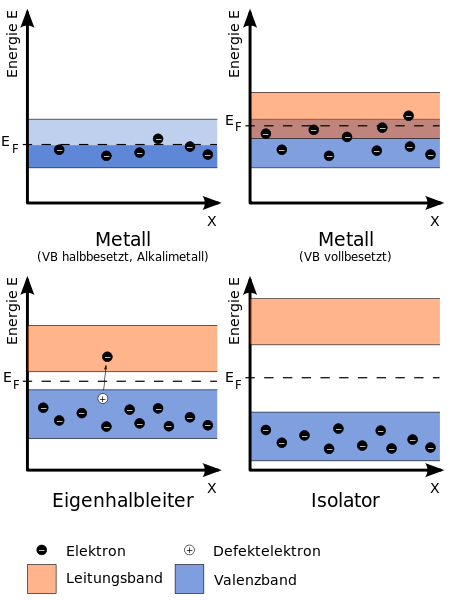 Energie E
E_F
X
Metall
(VB halbbesetzt, Alkalimetall)
Energie E
E_F
X
Metall
(VB vollbesetzt)
Energie E
E_F
X
Eigenhalbleiter
Energie E
E_F
X
Isolator
Elektron
Defektelektron
Leitungsband
Valenzband